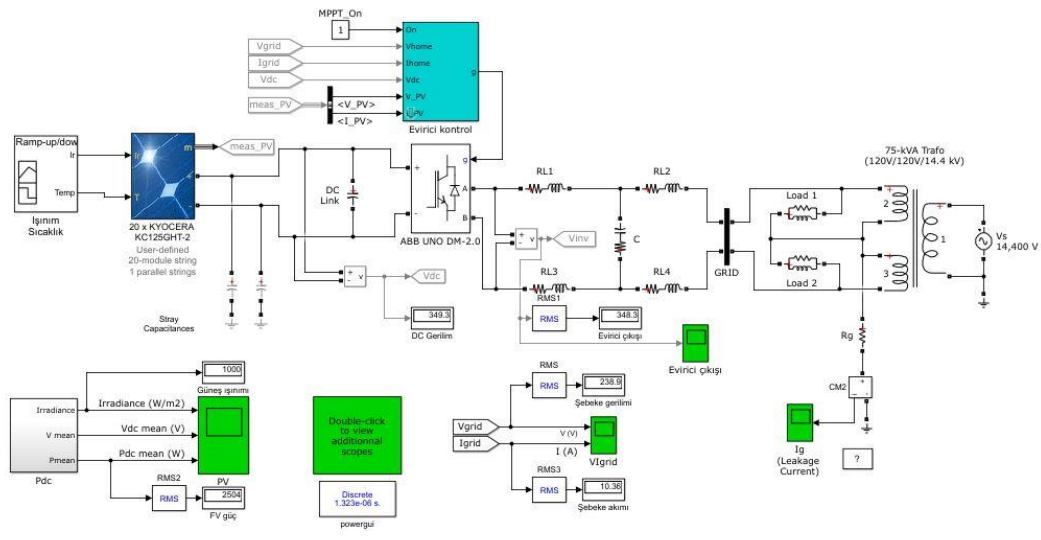 MPPT_On
1
Vgrid
Igrid
Vdc
meas_PV
<V_PV>
<I_PV>
On
Vhome
Ihome
Vdc
V_PV
g
Evirici kontrol
Ramp-up/dow
Ir
Temp
Işınım
Sıcaklık
Ir
T
m
+
-
20 x KYOCERA
KC125GHT-2
User-defined
20-module string
1 parallel strings
meas_PV
Stray
Capacitances
DC
Link
+
-
g
A
B
ABB UNO DM-2.0
+
-
v
Vdc
349.3
DC Gerilim
RL1
RL2
C
RL3
RL4
+
-
v
Vinv
RMS1
RMS
348.3
Evirici çıkışı
Evirici çıkışı
GRID
75-kVA Trafo
(120V/120V/14.4 kV)
Load 1
Load 2
+
2
1
+
3
+
Vs
14,400 V
Rg
CM2
+
-
i
Ig
(Leakage
Current)
?
Irradiance
V mean
Pmean
Pdc
Irradiance (W/m2)
Vdc mean (V)
Pdc mean (W)
1000
Güneş ışınımı
PV
RMS2
RMS
2504
FV güç
Double-click
to view
additionnal
scopes
Discrete
1.323e-06 s.
powergui
Vgrid
Igrid
RMS
RMS
238.9
Şebeke gerilimi
V (V)
I (A)
VIgrid
RMS3
RMS
10.36
Şebeke akımı